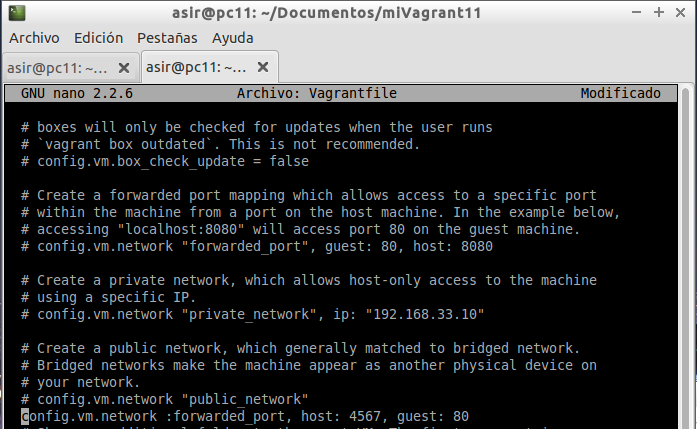 asir@pc11: ~/Documentos/miVagrant11
Archivo Edición Pestañas Ayuda
asir@pc11: ~... asir@pc11: ~...
GNU nano 2.2.6 Archivo: Vagrantfile Modificado
# boxes will only be checked for updates when the user runs
# `vagrant box outdated`. This is not recommended.
# config.vm.box_check_update = false
# Create a forwarded port mapping which allows access to a specific port
# within the machine from a port on the host machine. In the example below,
# accessing "localhost:8080" will access port 80 on the guest machine.
# config.vm.network "forwarded_port", guest: 80, host: 8080
# Create a private network, which allows host-only access to the machine
# using a specific IP.
# config.vm.network "private_network", ip: "192.168.33.10"
# Create a public network, which generally matched to bridged network.
# Bridged networks make the machine appear as another physical device on
# your network.
# config.vm.network "public_network"
config.vm.network :forwarded_port, host: 4567, guest: 80